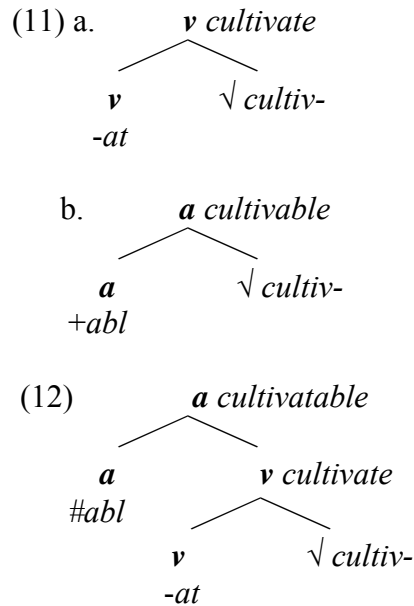 (11) a. v cultivate
v √ cultiv-
-at
b. a cultivable
a √ cultiv-
+abl
(12) a cultivatable
a v cultivate
#abl
v √ cultiv-
-at